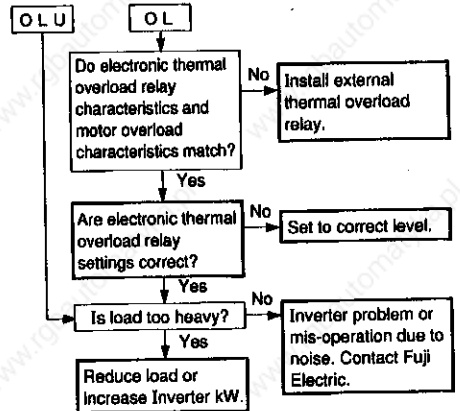 OLU
OL
Do electronic thermal
overload relay
characteristics and
motor overload
characteristics match?
No
Install external
thermal overload
relay.
Yes
Are electronic thermal
overload relay
settings correct?
No
Set to correct level.
Yes
Is load too heavy?
No
Inverter problem or
mis-operation due to
noise. Contact Fuji
Electric.
Yes
Reduce load or
increase Inverter kW.